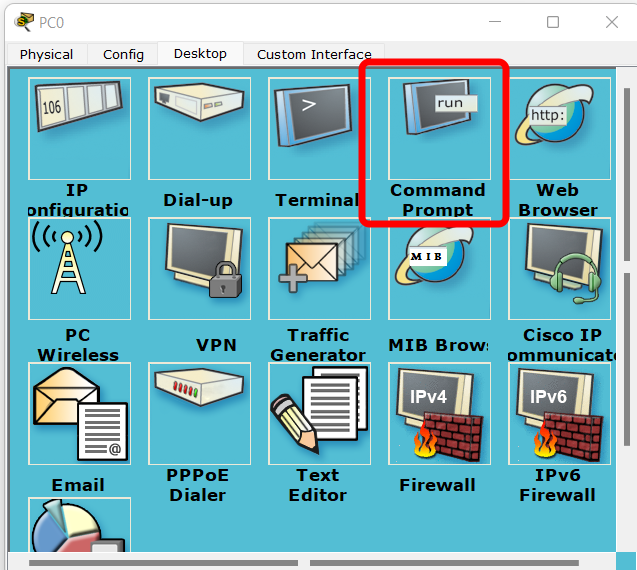 PC0
Physical Config Desktop Custom Interface
106
>
run
http:
IP
onfiguratio
Dial-up
Terminal
Command
Prompt
Web
Browser
MIB
PC
Wireless
VPN
Traffic
Generator
MIB Brows
Cisco IP
ommunicat
@
IPv4
IPv6
Email
PPPoE
Dialer
Text
Editor
Firewall
IPv6
Firewall